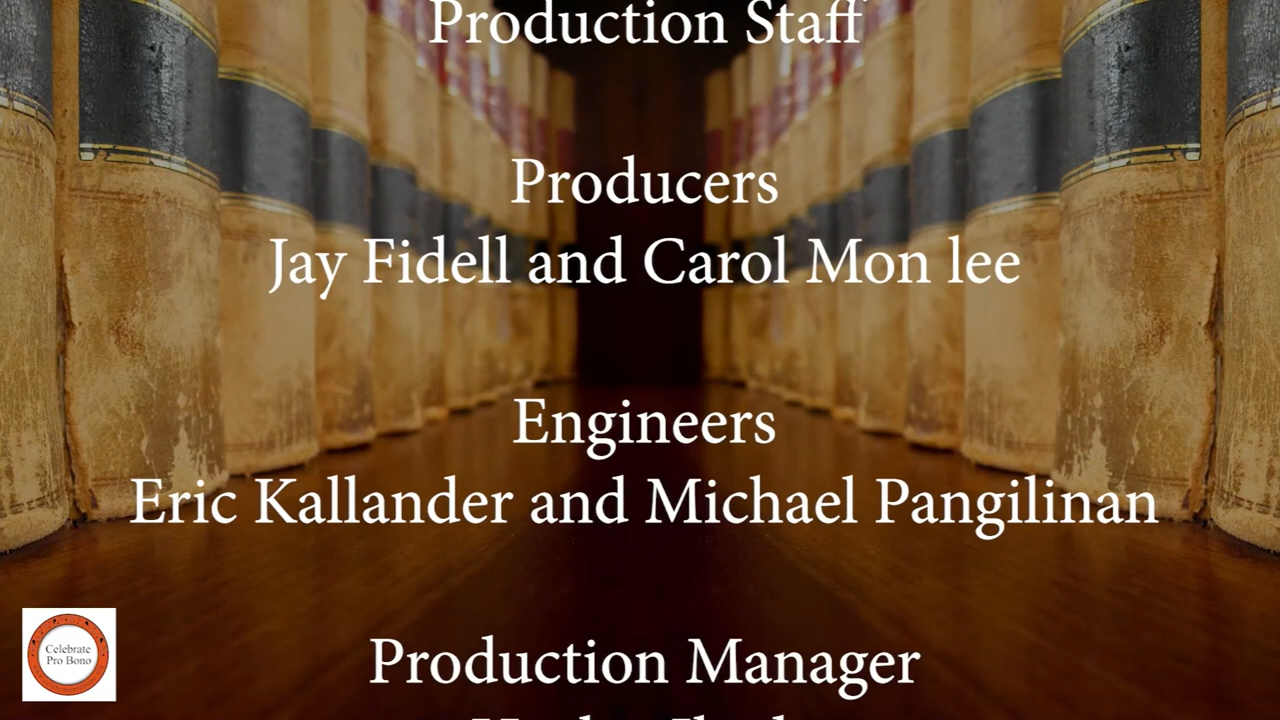 Production Staff
Producers
Jay Fidell and Carol Mon lee
Engineers
Eric Kallander and Michael Pangilinan
Production Manager
Celebrate
Pro Bono